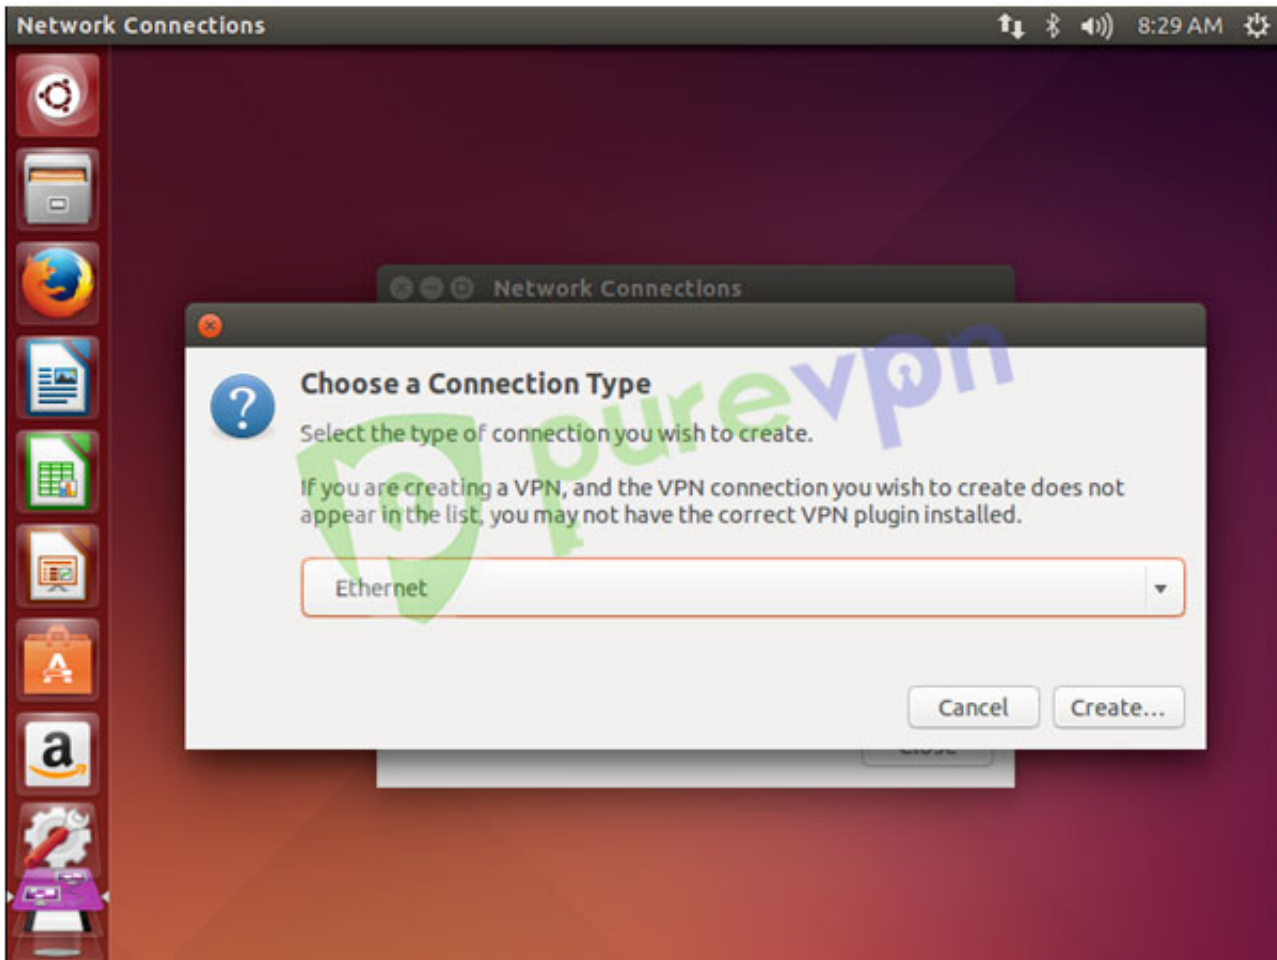 Network Connections
8:29 AM
Network Connections
Choose a Connection Type
Select the type of connection you wish to create.
If you are creating a VPN, and the VPN connection you wish to create does not
appear in the list, you may not have the correct VPN plugin installed.
purevpn
Ethernet
Cancel
Create...
Close